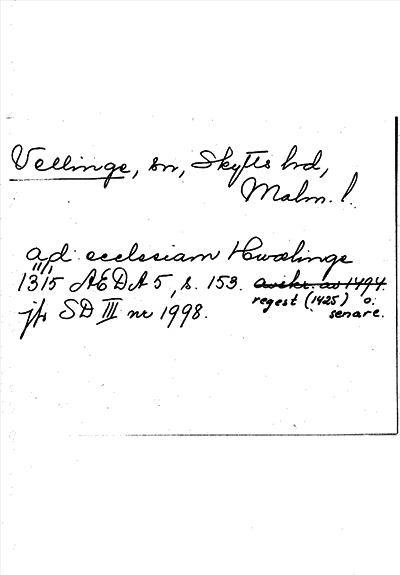 Vellinge, sn, Skytts hd,
Malm. l.
ad ecclesiam Hwælinge
1315 ÆDA 5, s. 153. avskr. av 1494.
regest (1425) o.
senare.
jfr SD III nr 1998.